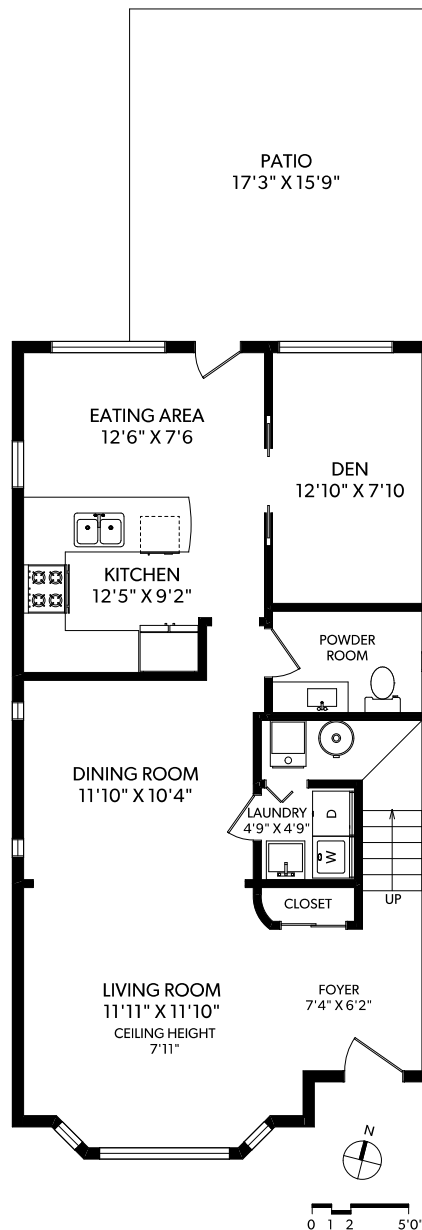 PATIO
17'3" X 15'9"
EATING AREA
12'6" X 7'6
DEN
12'10" X 7'10
KITCHEN
12'5" X 9'2"
POWDER
ROOM
DINING ROOM
11'10" X 10'4"
LAUNDRY
4'9" X 4'9"
D
W
UP
CLOSET
LIVING ROOM
11'11" X 11'10"
CEILING HEIGHT
7'11"
FOYER
7'4" X 6'2"
N
0 1 2 5'0"